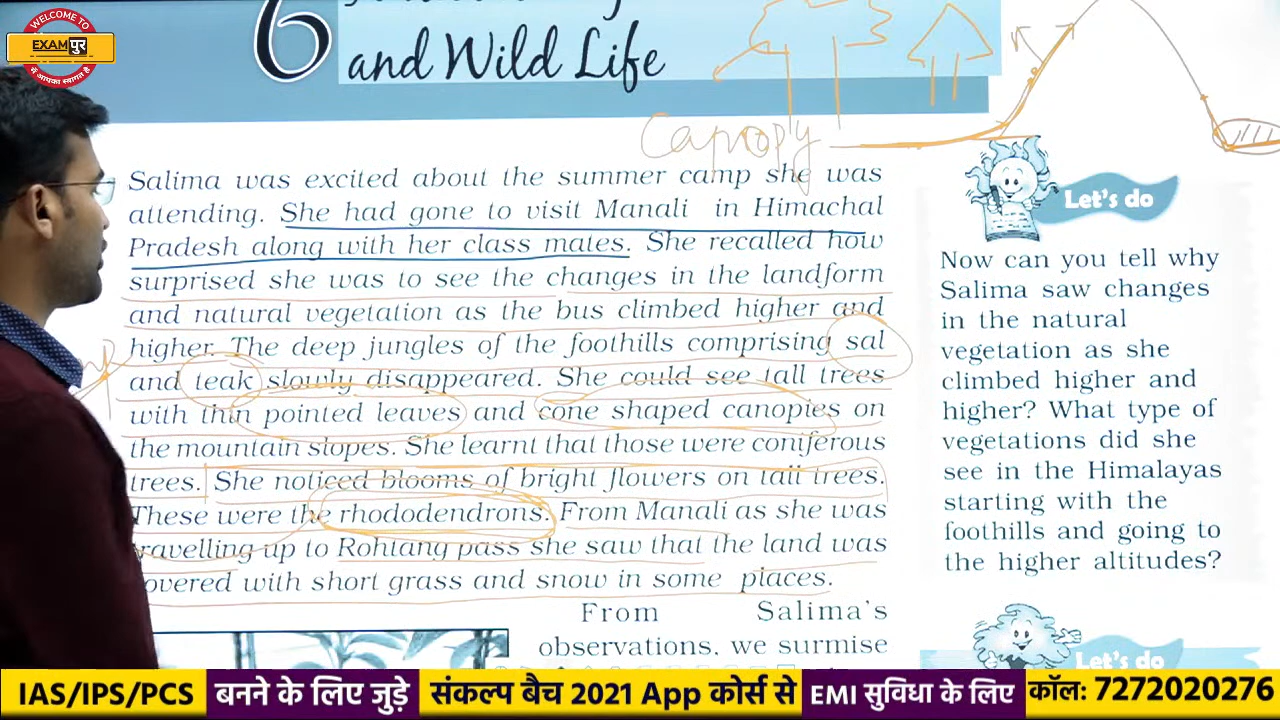 WELCOME TO
EXAMपुर
में आपका स्वागत है
6
and Wild Life
Canopy
Salima was excited about the summer camp she was
attending. She had gone to visit Manali in Himachal
Pradesh along with her class mates. She recalled how
surprised she was to see the changes in the landform
and natural vegetation as the bus climbed higher and
higher. The deep jungles of the foothills comprising sal
and teak slowly disappeared. She could see tall trees
with thin pointed leaves and cone shaped canopies on
the mountain slopes. She learnt that those were coniferous
trees. She noticed blooms of bright flowers on tall trees.
These were the rhododendrons. From Manali as she was
travelling up to Rohtang pass she saw that the land was
covered with short grass and snow in some places.
From Salima's
observations, we surmise
Let's do
Now can you tell why
Salima saw changes
in the natural
vegetation as she
climbed higher and
higher? What type of
vegetations did she
see in the Himalayas
starting with the
foothills and going to
the higher altitudes?
Let's do
IAS/IPS/PCS बनने के लिए जुड़े संकल्प बैच 2021 App कोर्स से EMI सुविधा के लिए कॉल: 7272020276